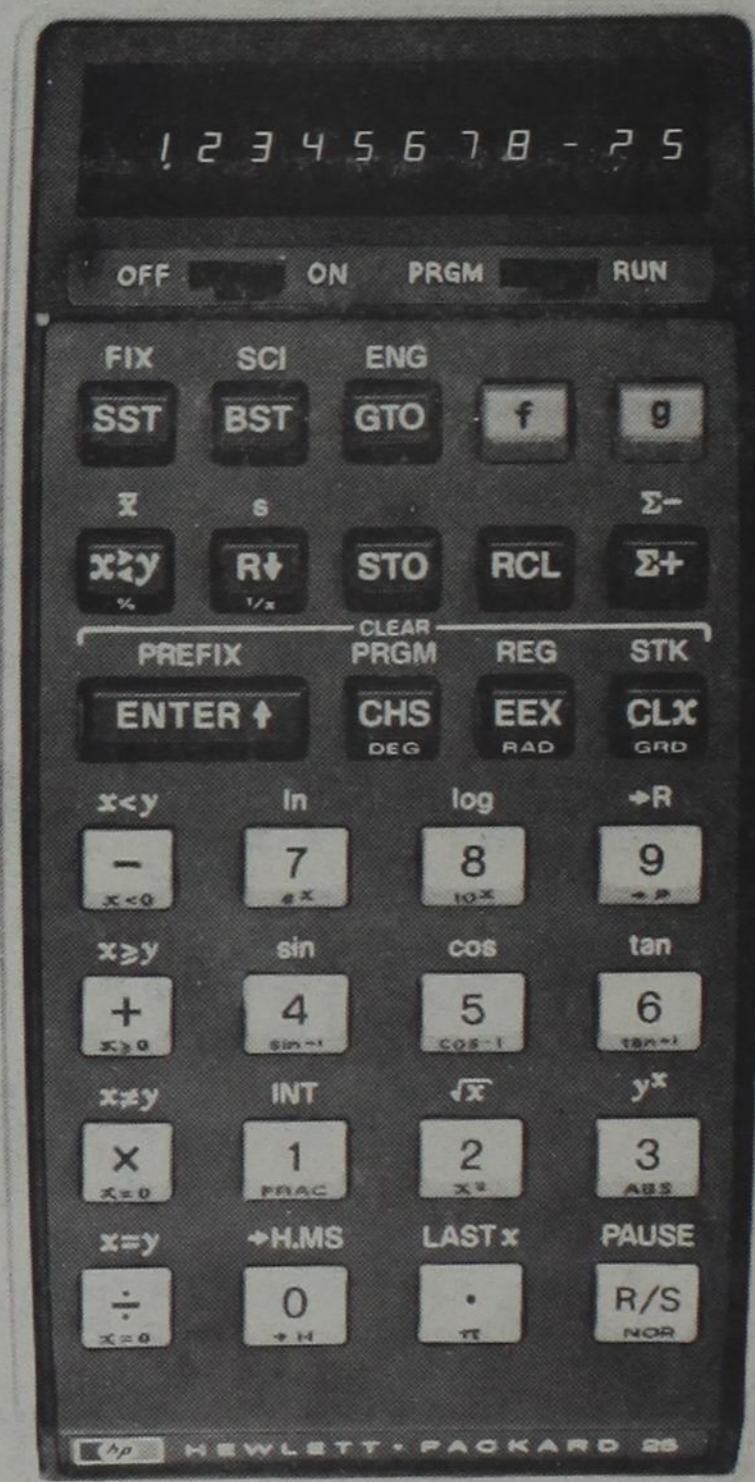 1.2345678-25
OFF ON PRGM RUN
FIX SCI ENG
SST BST GTO f g
x̄ s Σ-
x≷y R↓ STO RCL Σ+
% 1/x
CLEAR
PREFIX PRGM REG STK
ENTER↑ CHS EEX CLX
DEG RAD GRD
x<y ln log →R
- 7 8 9
x<0 eˣ 10ˣ →P
x≥y sin cos tan
+ 4 5 6
x≥0 sin-1 cos-1 tan-1
x≠y INT √x yˣ
× 1 2 3
FRAC x² ABS
x=y →H.MS LAST x PAUSE
÷ 0 . R/S
x=0 →H π NOR
hp HEWLETT·PACKARD 25